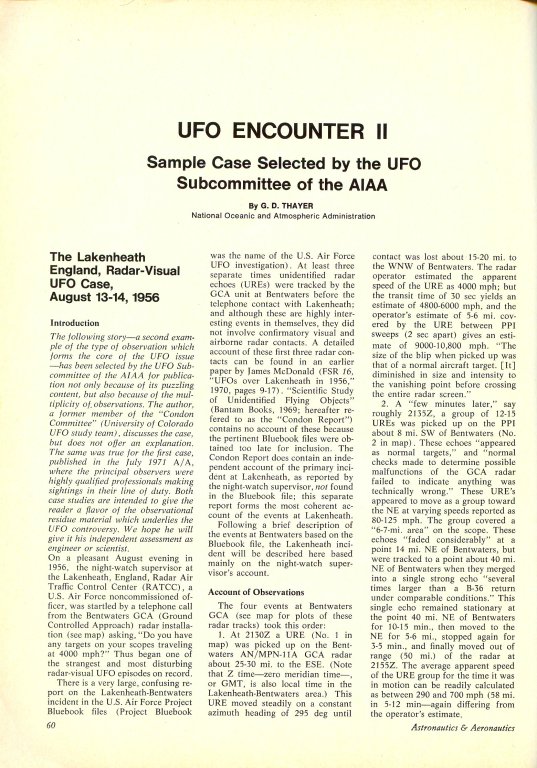 UFO ENCOUNTER II
Sample Case Selected by the UFO
Subcommittee of the AIAA
By G. D. THAYER
National Oceanic and Atmospheric Administration
The Lakenheath
England, Radar-Visual
UFO Case,
August 13-14, 1956
Introduction
The following story—a second exam-
ple of the type of observation which
forms the core of the UFO issue
—has been selected by the UFO Sub-
committee of the AIAA for publica-
tion not only because of its puzzling
content, but also because of the mul-
tiplicity of observations. The author,
a former member of the "Condon
Committee" (University of Colorado
UFO study team), discusses the case,
but does not offer an explanation.
The same was true for the first case,
published in the July 1971 A/A,
where the principal observers were
highly qualified professionals making
sightings in their line of duty. Both
case studies are intended to give the
reader a flavor of the observational
residue material which underlies the
UFO controversy. We hope he will
give it his independent assessment as
engineer or scientist.
On a pleasant August evening in
1956, the night-watch supervisor at
the Lakenheath, England, Radar Air
Traffic Control Center (RATCC), a
U.S. Air Force noncommissioned of-
ficer, was startled by a telephone call
from the Bentwaters GCA (Ground
Controlled Approach) radar installa-
tion (see map) asking, "Do you have
any targets on your scopes traveling
at 4000 mph?" Thus began one of
the strangest and most disturbing
radar-visual UFO episodes on record.
There is a very large, confusing re-
port on the Lakenheath-Bentwaters
incident in the U.S. Air Force Project
Bluebook files (Project Bluebook
was the name of the U.S. Air Force
UFO investigation). At least three
separate times unidentified radar
echoes (UREs) were tracked by the
GCA unit at Bentwaters before the
telephone contact with Lakenheath;
and although these are highly inter-
esting events in themselves, they did
not involve confirmatory visual and
airborne radar contacts. A detailed
account of these first three radar con-
tacts can be found in an earlier
paper by James McDonald (FSR 16,
"UFOs over Lakenheath in 1956,"
1970, pages 9-17). "Scientific Study
of Unidentified Flying Objects"
(Bantam Books, 1969; hereafter re-
fered to as the "Condon Report")
contains no account of these because
the pertinent Bluebook files were ob-
tained too late for inclusion. The
Condon Report does contain an inde-
pendent account of the primary inci-
dent at Lakenheath, as reported by
the night-watch supervisor, not found
in the Bluebook file; this separate
report forms the most coherent ac-
count of the events at Lakenheath.
Following a brief description of
the events at Bentwaters based on the
Bluebook file, the Lakenheath inci-
dent will be described here based
mainly on the night-watch super-
visor's account.
Account of Observations
The four events at Bentwaters
GCA (see map for plots of these
radar tracks) took this order:
1. At 2130Z a URE (No. 1 in
map) was picked up on the Bent-
waters AN/MPN-11A GCA radar
about 25-30 mi. to the ESE. (Note
that Z time—zero meridian time—,
or GMT, is also local time in the
Lakenheath-Bentwaters area.) This
URE moved steadily on a constant
azimuth heading of 295 deg until
contact was lost about 15-20 mi. to
the WNW of Bentwaters. The radar
operator estimated the apparent
speed of the URE as 4000 mph; but
the transit time of 30 sec yields an
estimate of 4800-6000 mph, and the
operator's estimate of 5-6 mi. cov-
ered by the URE between PPI
sweeps (2 sec apart) gives an esti-
mate of 9000-10,800 mph. "The
size of the blip when picked up was
that of a normal aircraft target. [It]
diminished in size and intensity to
the vanishing point before crossing
the entire radar screen."
2. A "few minutes later," say
roughly 2135Z, a group of 12-15
UREs was picked up on the PPI
about 8 mi. SW of Bentwaters (No.
2 in map). These echoes "appeared
as normal targets," and "normal
checks made to determine possible
malfunctions of the GCA radar
failed to indicate anything was
technically wrong." These URE's
appeared to move as a group toward
the NE at varying speeds reported as
80-125 mph. The group covered a
"6-7-mi. area" on the scope. These
echoes "faded considerably" at a
point 14 mi. NE of Bentwaters, but
were tracked to a point about 40 mi.
NE of Bentwaters when they merged
into a single strong echo "several
times larger than a B-36 return
under comparable conditions." This
single echo remained stationary at
the point 40 mi. NE of Bentwaters
for 10-15 min., then moved to the
NE for 5-6 mi., stopped again for
3-5 min., and finally moved out of
range (50 mi.) of the radar at
2155Z. The average apparent speed
of the URE group for the time it was
in motion can be readily calculated
as between 290 and 700 mph (58 mi.
in 5-12 min—again differing from
the operator's estimate.
60
Astronautics & Aeronautics